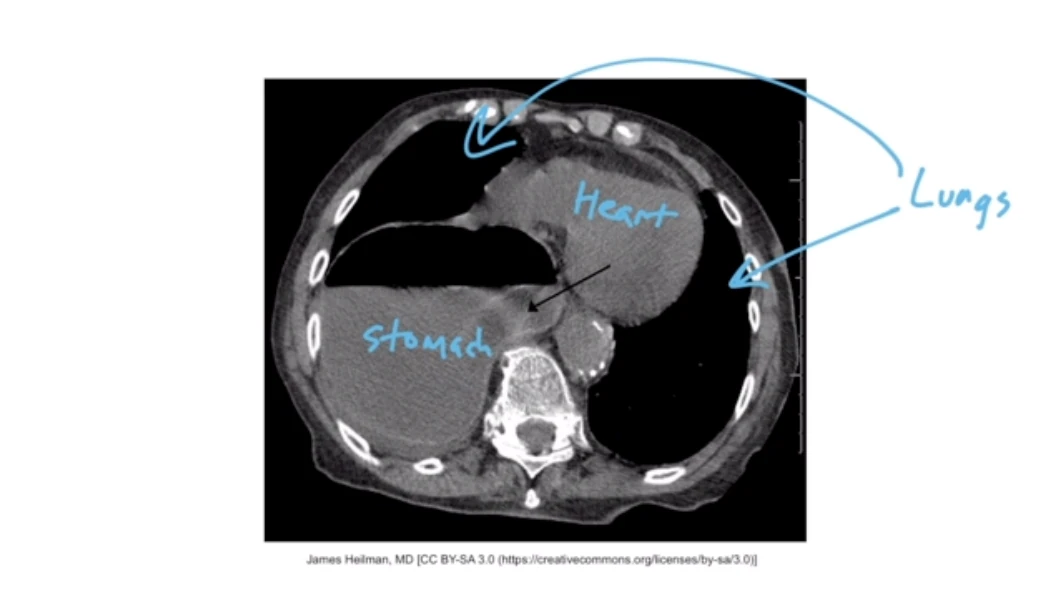 Heart
Lungs
stomach
James Heilman, MD [CC BY-SA 3.0 (https://creativecommons.org/licenses/by-sa/3.0)]